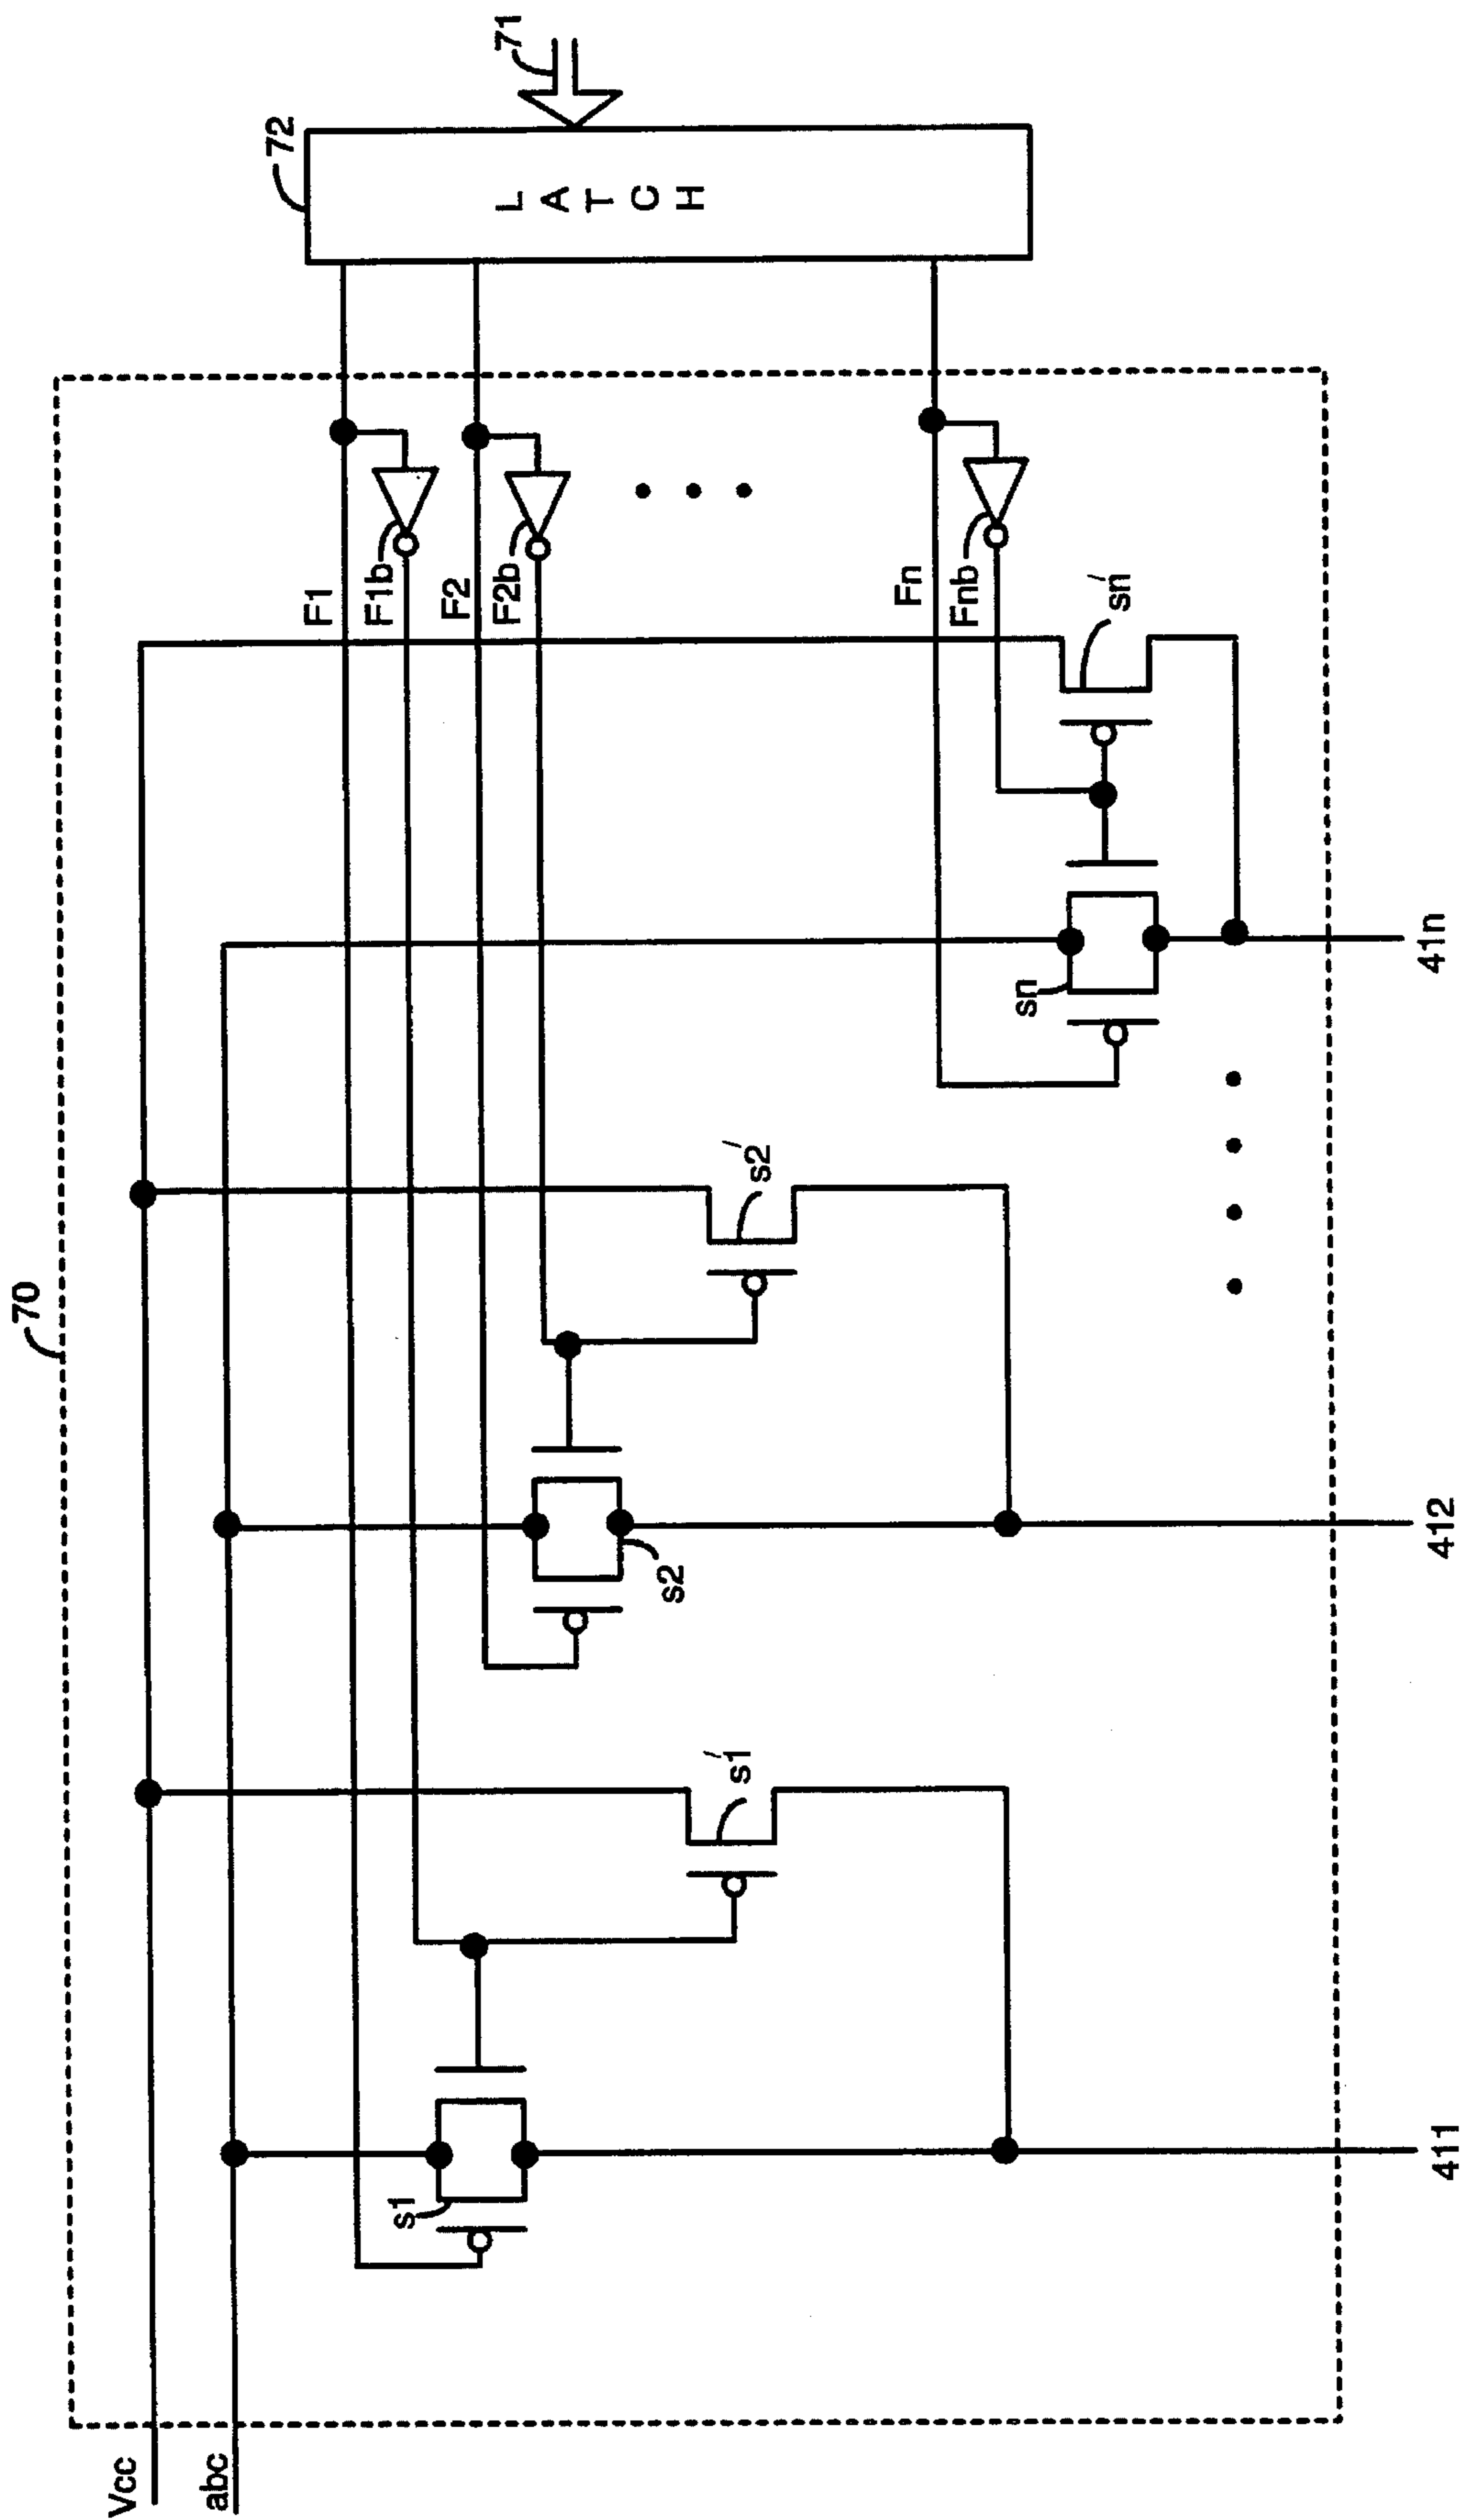 70
72
71
LATCH
F1
F1b
F2
F2b
Fn
Fnb
Vcc
abc
s1
s1'
s2
s2'
sn
sn'
411
412
41n